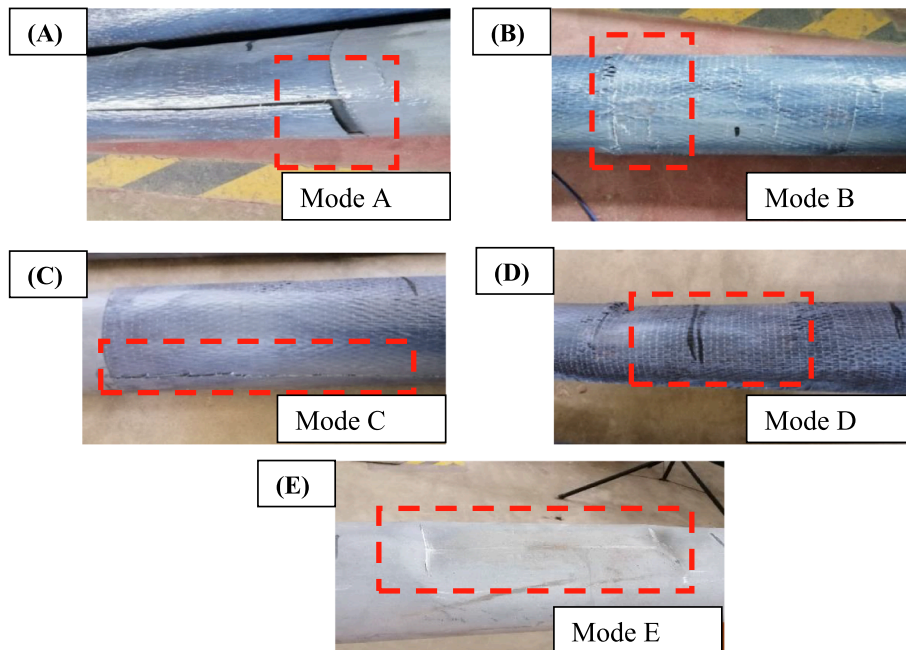 (A)
Mode A
(B)
Mode B
(C)
Mode C
(D)
Mode D
(E)
Mode E